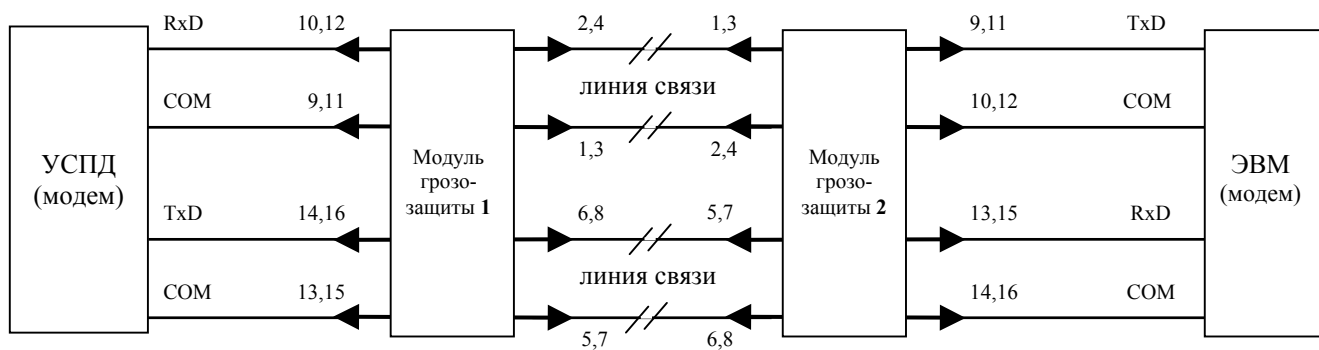 RxD 10,12 2,4 1,3 9,11 TxD
линия связи
COM 9,11 10,12 COM
1,3 2,4
УСПД
(модем)
Модуль
грозо-
защиты 1
Модуль
грозо-
защиты 2
ЭВМ
(модем)
TxD 14,16 6,8 5,7 13,15 RxD
линия связи
COM 13,15 14,16 COM
5,7 6,8